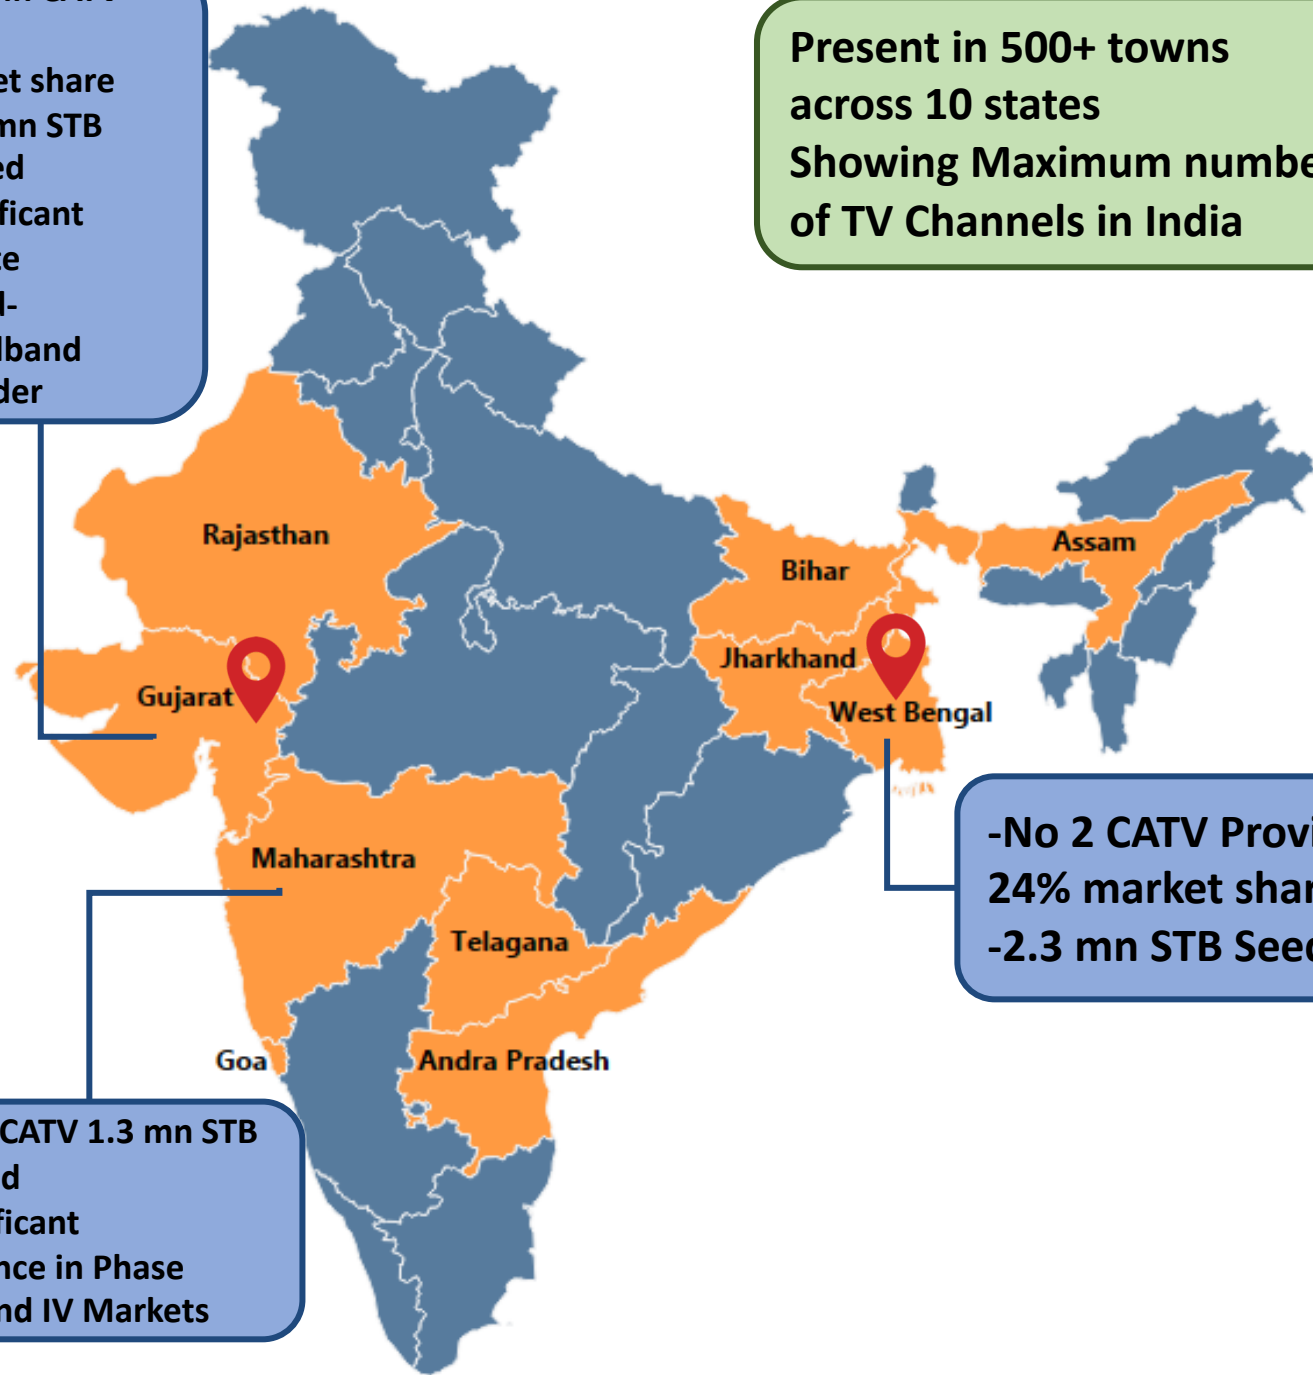 et share
mn STB
ed
ficant
te
d-
dband
der
Present in 500+ towns
across 10 states
Showing Maximum numbe
of TV Channels in India
Rajasthan
Gujarat
Bihar
Jharkhand
West Bengal
Assam
Maharashtra
Telagana
Goa
Andra Pradesh
-No 2 CATV Provi
24% market shar
-2.3 mn STB Seed
CATV 1.3 mn STB
d
ficant
nce in Phase
nd IV Markets